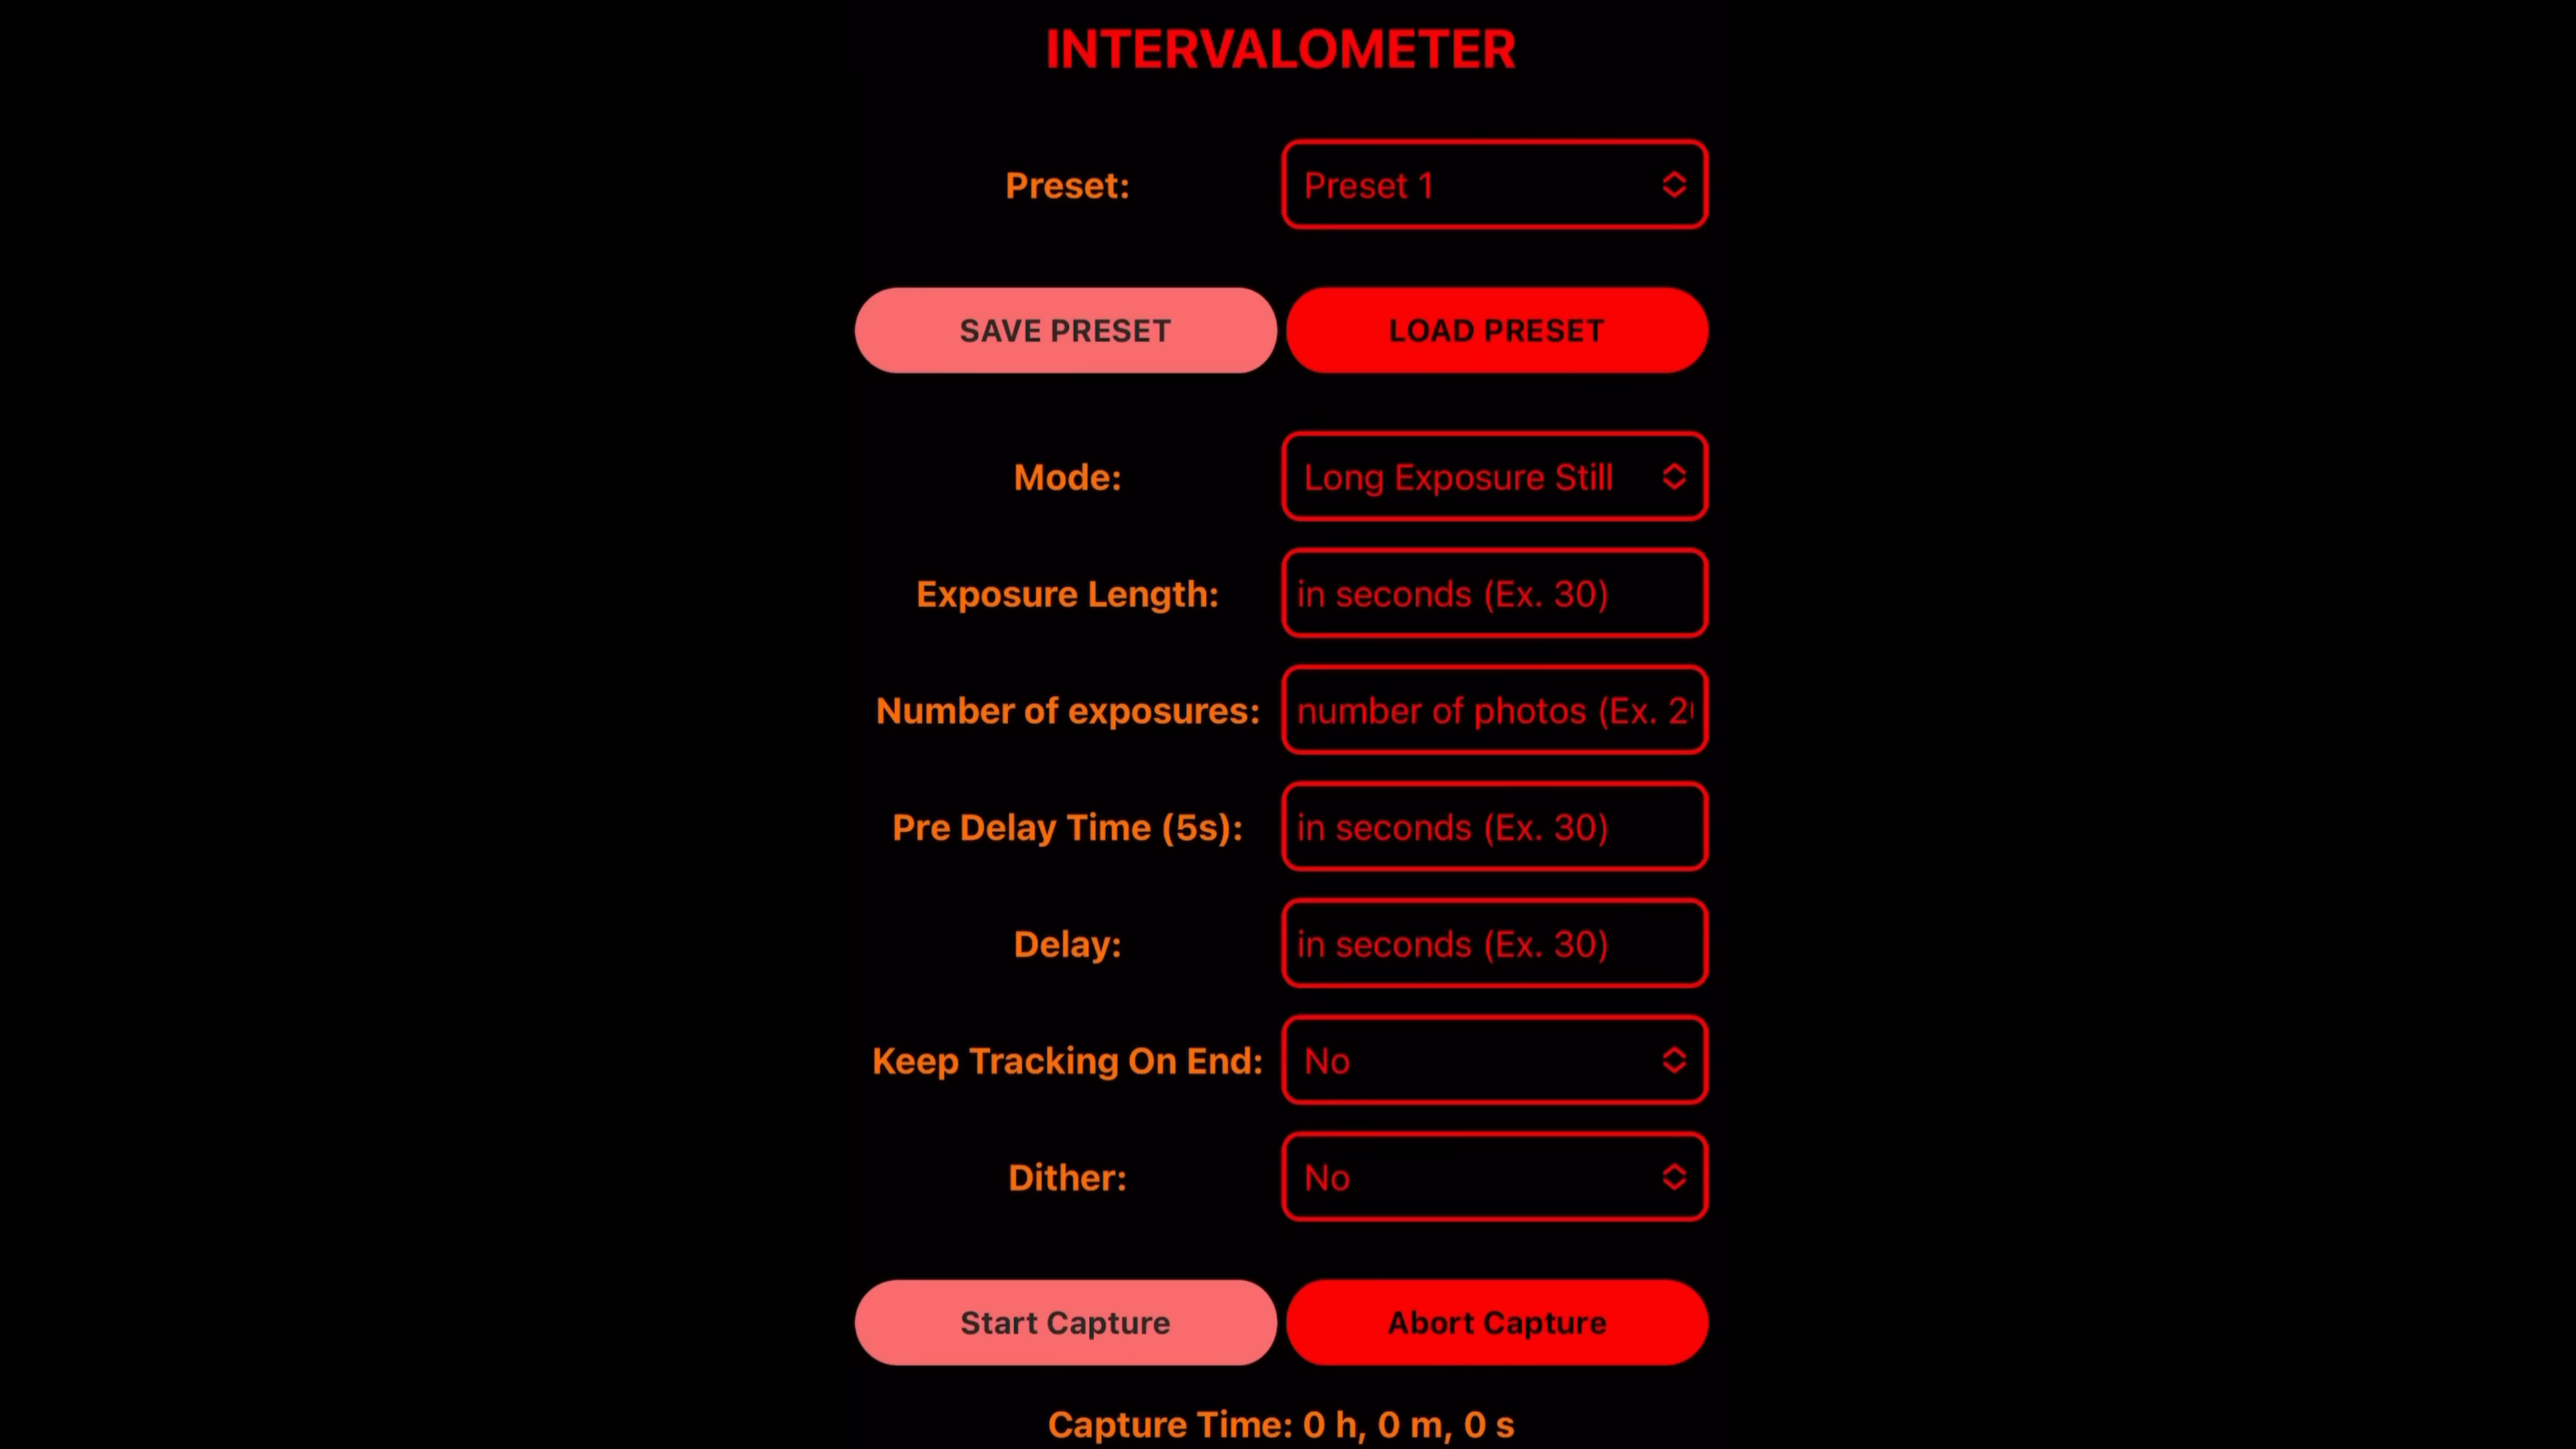 INTERVALOMETER
Preset: Preset 1
SAVE PRESET LOAD PRESET
Mode: Long Exposure Still
Exposure Length: in seconds (Ex. 30)
Number of exposures: number of photos (Ex. 2
Pre Delay Time (5s): in seconds (Ex. 30)
Delay: in seconds (Ex. 30)
Keep Tracking On End: No
Dither: No
Start Capture Abort Capture
Capture Time: 0 h, 0 m, 0 s